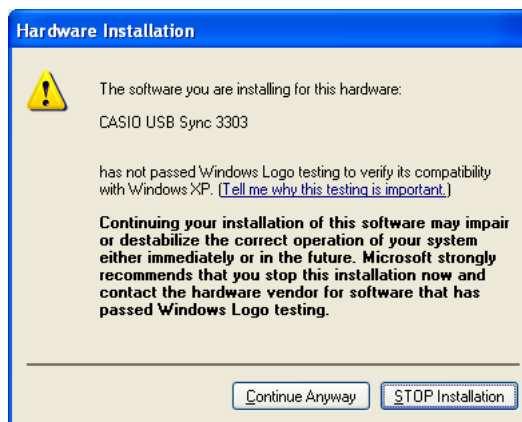 Hardware Installation
The software you are installing for this hardware:
CASIO USB Sync 3303
has not passed Windows Logo testing to verify its compatibility
with Windows XP. (Tell me why this testing is important.)
Continuing your installation of this software may impair
or destabilize the correct operation of your system
either immediately or in the future. Microsoft strongly
recommends that you stop this installation now and
contact the hardware vendor for software that has
passed Windows Logo testing.
Continue Anyway
STOP Installation